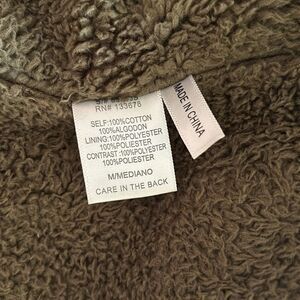 RN# 133676
SELF:100%COTTON
100%ALGODON
LINING:100%POLYESTER
100%POLIESTER
CONTRAST :100%POLYESTER
100%POLIESTER
M/MEDIANO
CARE IN THE BACK
MADE IN CHINA